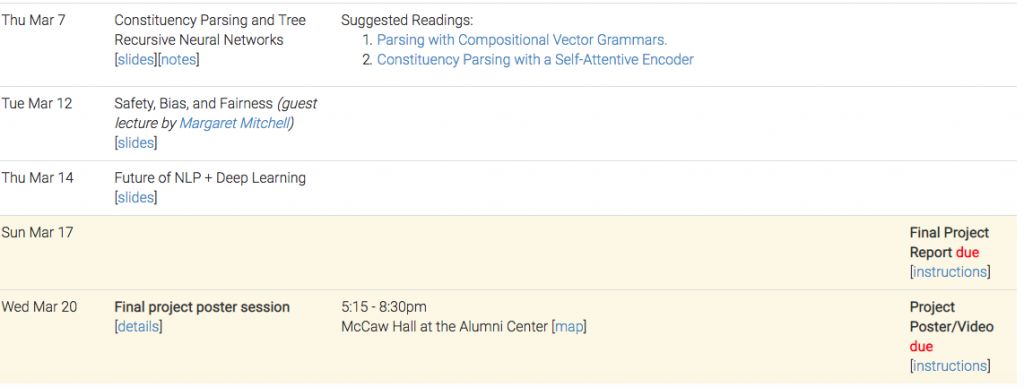 Thu Mar 7
Constituency Parsing and Tree
Recursive Neural Networks
[slides][notes]
Suggested Readings:
1. Parsing with Compositional Vector Grammars.
2. Constituency Parsing with a Self-Attentive Encoder
Tue Mar 12
Safety, Bias, and Fairness (guest
lecture by Margaret Mitchell)
[slides]
Thu Mar 14
Future of NLP + Deep Learning
[slides]
Sun Mar 17
Final Project
Report due
[instructions]
Wed Mar 20
Final project poster session
[details]
5:15 - 8:30pm
McCaw Hall at the Alumni Center [map]
Project
Poster/Video
due
[instructions]